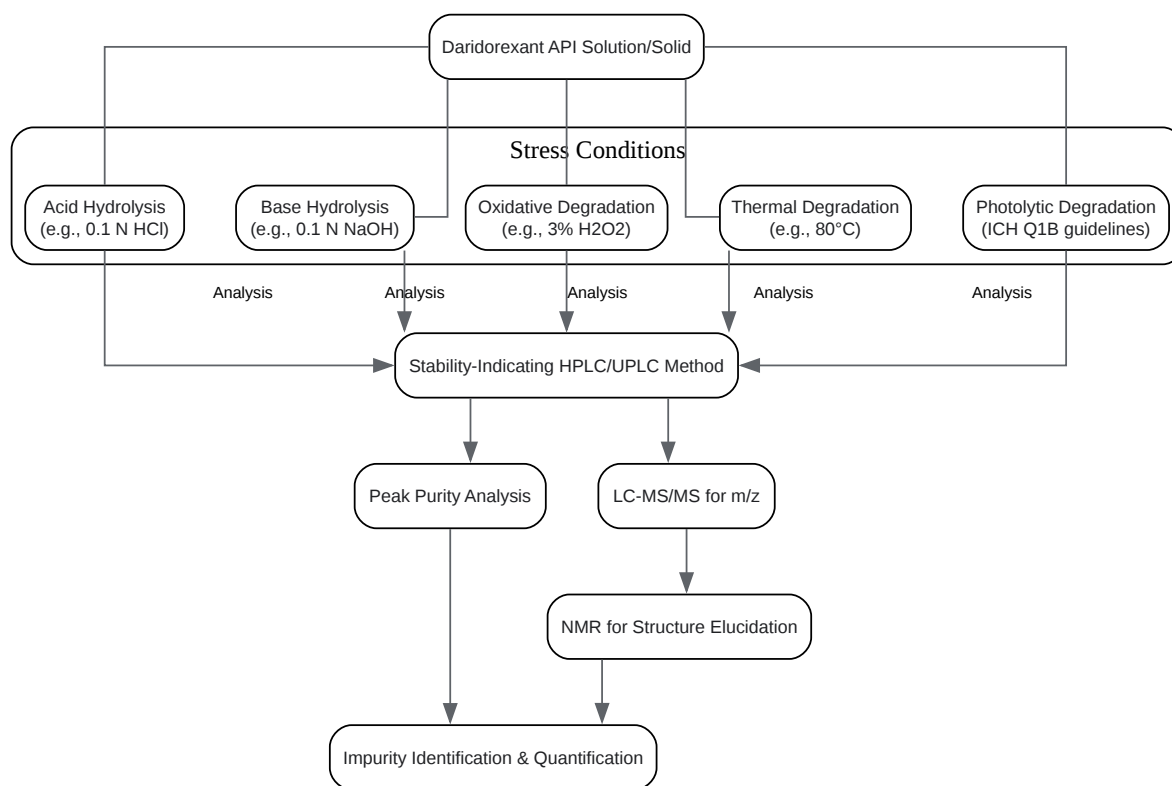 Daridorexant API Solution/Solid
Stress Conditions
Acid Hydrolysis
(e.g., 0.1 N HCl)
Base Hydrolysis
(e.g., 0.1 N NaOH)
Oxidative Degradation
(e.g., 3% H2O2)
Thermal Degradation
(e.g., 80°C)
Photolytic Degradation
(ICH Q1B guidelines)
Analysis
Analysis
Analysis
Analysis
Analysis
Stability-Indicating HPLC/UPLC Method
Peak Purity Analysis
LC-MS/MS for m/z
NMR for Structure Elucidation
Impurity Identification & Quantification